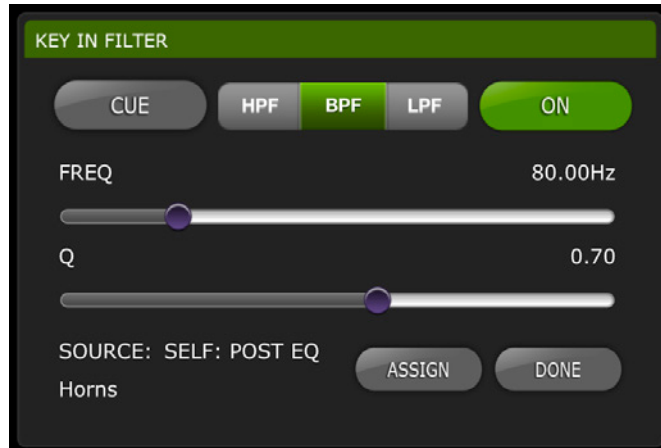 KEY IN FILTER
CUE HPF BPF LPF ON
FREQ 80.00Hz
Q 0.70
SOURCE: SELF: POST EQ
Horns ASSIGN DONE